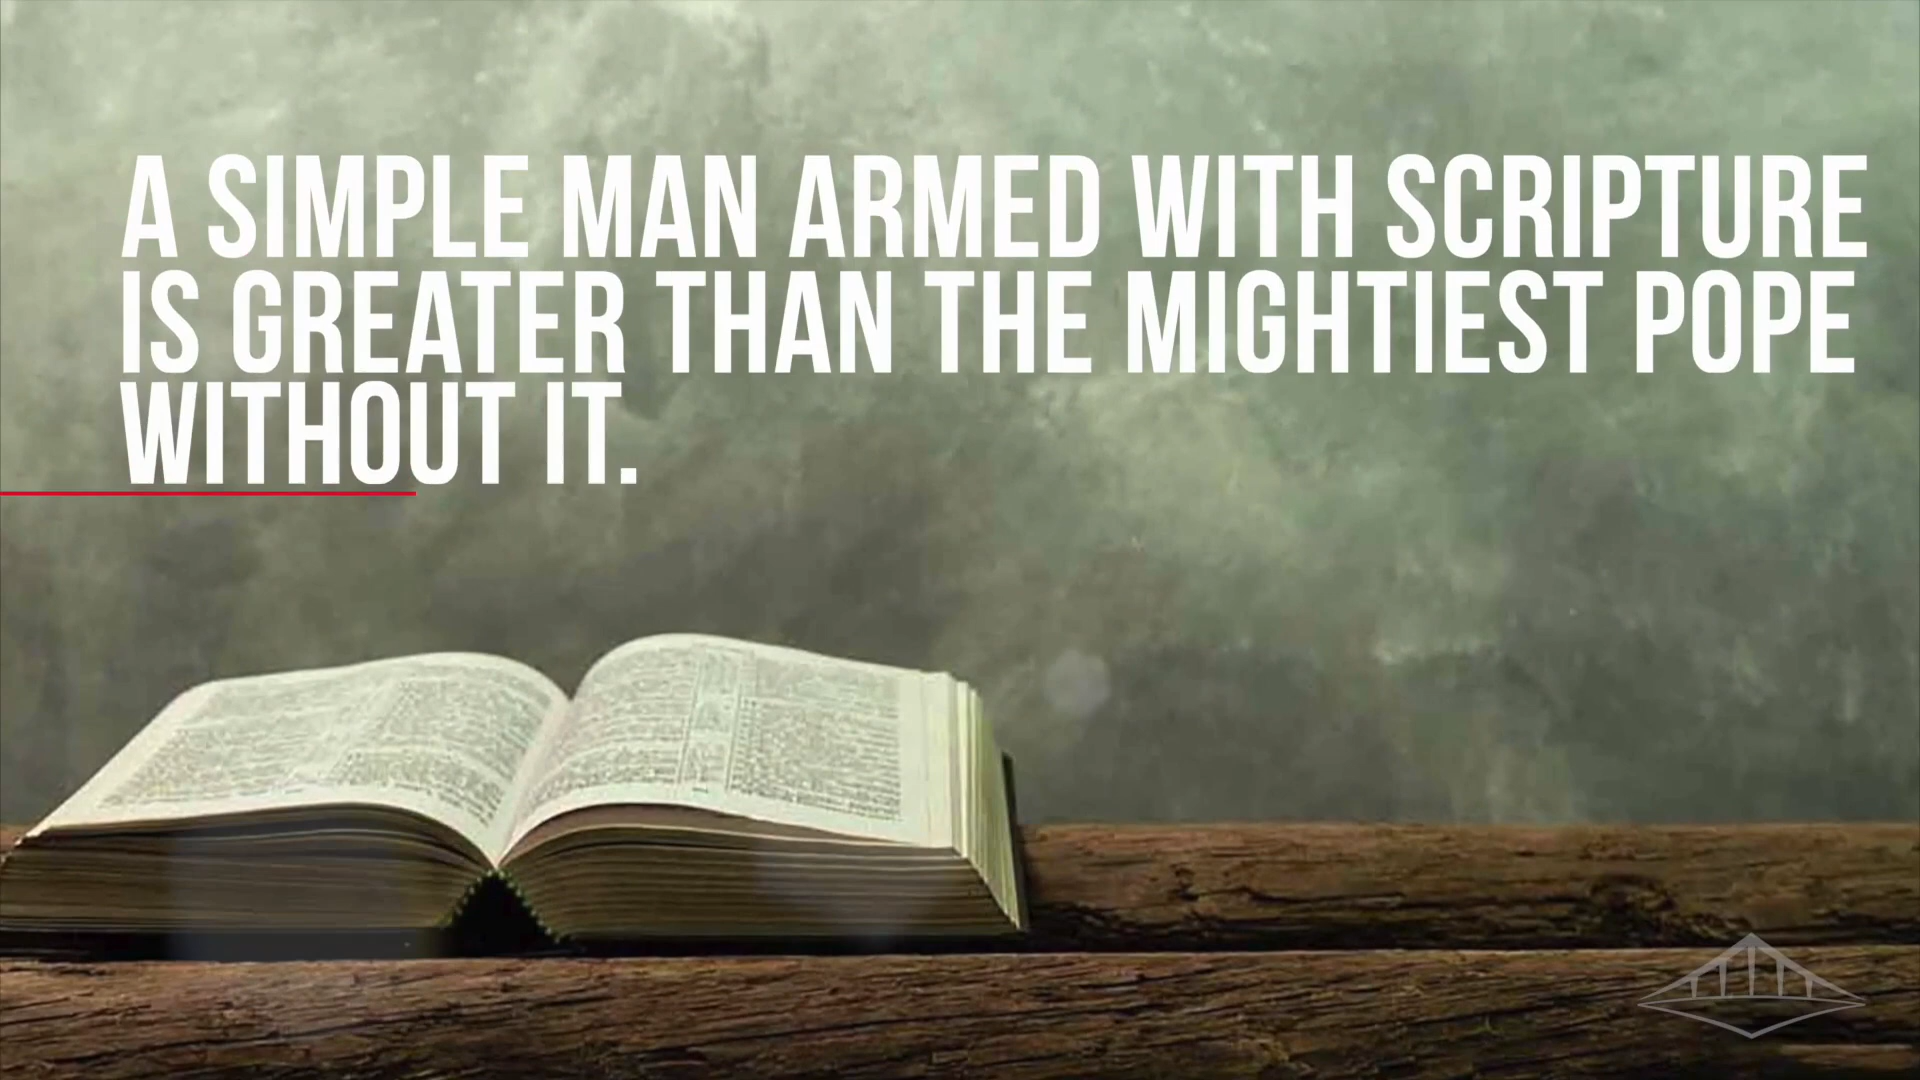 A SIMPLE MAN ARMED WITH SCRIPTURE
IS GREATER THAN THE MIGHTIEST POPE
WITHOUT IT.